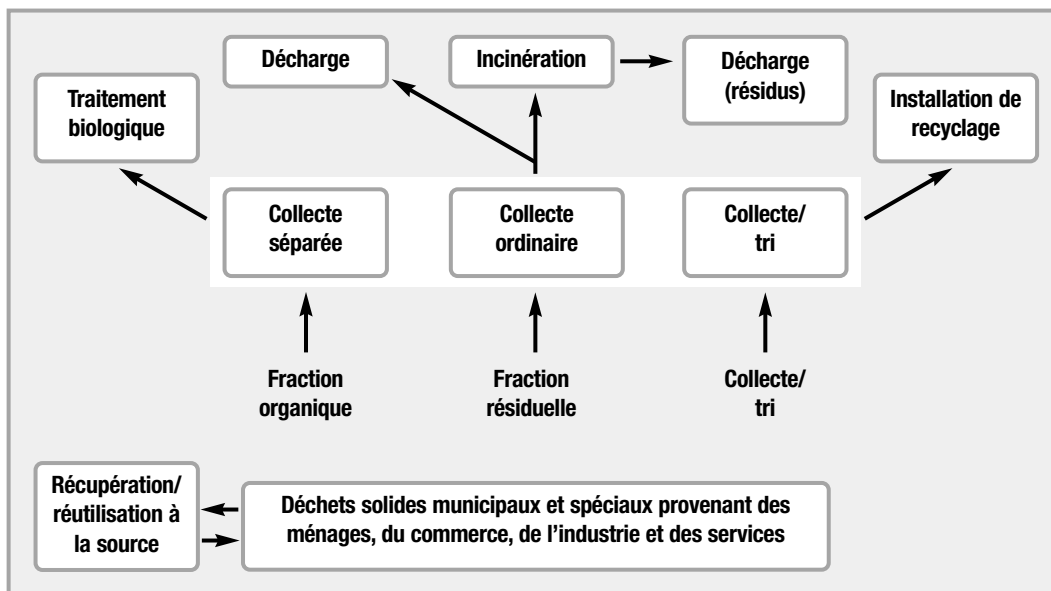 Décharge
Incinération
Décharge
(résidus)
Traitement
biologique
Installation de
recyclage
Collecte
séparée
Collecte
ordinaire
Collecte/
tri
Fraction
organique
Fraction
résiduelle
Collecte/
tri
Récupération/
réutilisation à
la source
Déchets solides municipaux et spéciaux provenant des
ménages, du commerce, de l'industrie et des services